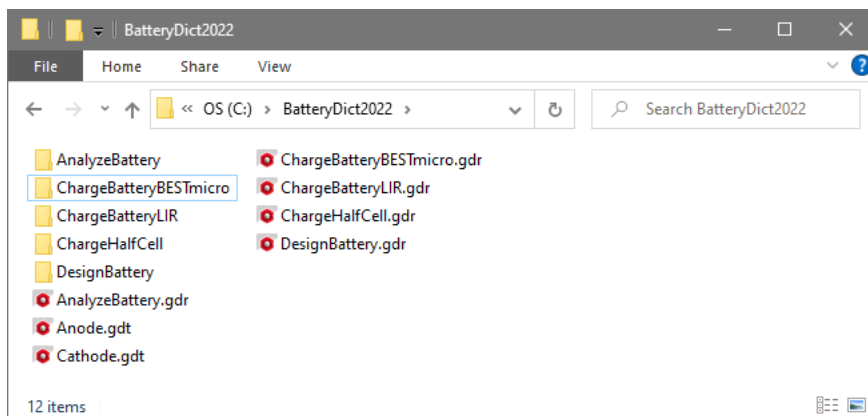 BatteryDict2022
File Home Share View
« OS (C:) › BatteryDict2022 › Search BatteryDict2022
AnalyzeBattery
ChargeBatteryBESTmicro
ChargeBatteryLIR
ChargeHalfCell
DesignBattery
AnalyzeBattery.gdr
Anode.gdt
Cathode.gdt
ChargeBatteryBESTmicro.gdr
ChargeBatteryLIR.gdr
ChargeHalfCell.gdr
DesignBattery.gdr
12 items